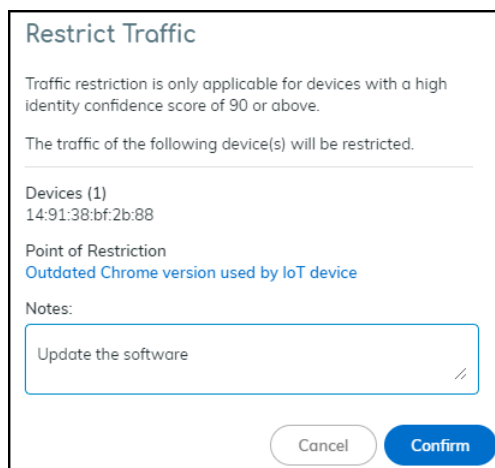 Restrict Traffic
Traffic restriction is only applicable for devices with a high
identity confidence score of 90 or above.
The traffic of the following device(s) will be restricted.
Devices (1)
14:91:38:bf:2b:88
Point of Restriction
Outdated Chrome version used by IoT device
Notes:
Update the software
Cancel
Confirm